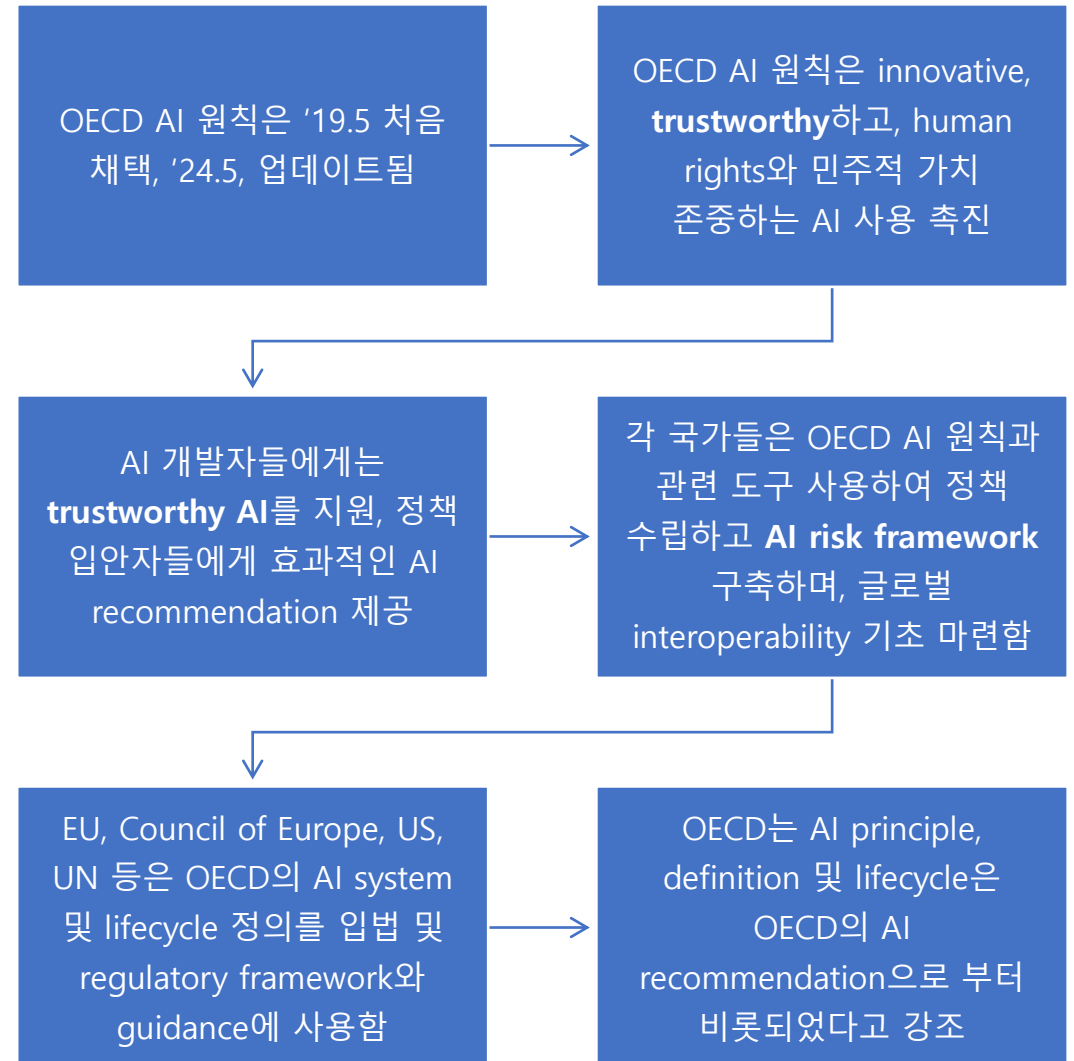 OECD AI 원칙은 ’19.5 처음
채택, ’24.5, 업데이트됨
OECD AI 원칙은 innovative,
trustworthy하고, human
rights와 민주적 가치
존중하는 AI 사용 촉진
AI 개발자들에게는
trustworthy AI를 지원, 정책
입안자들에게 효과적인 AI
recommendation 제공
각 국가들은 OECD AI 원칙과
관련 도구 사용하여 정책
수립하고 AI risk framework
구축하며, 글로벌
interoperability 기초 마련함
EU, Council of Europe, US,
UN 등은 OECD의 AI system
및 lifecycle 정의를 입법 및
regulatory framework와
guidance에 사용함
OECD는 AI principle,
definition 및 lifecycle은
OECD의 AI
recommendation으로 부터
비롯되었다고 강조